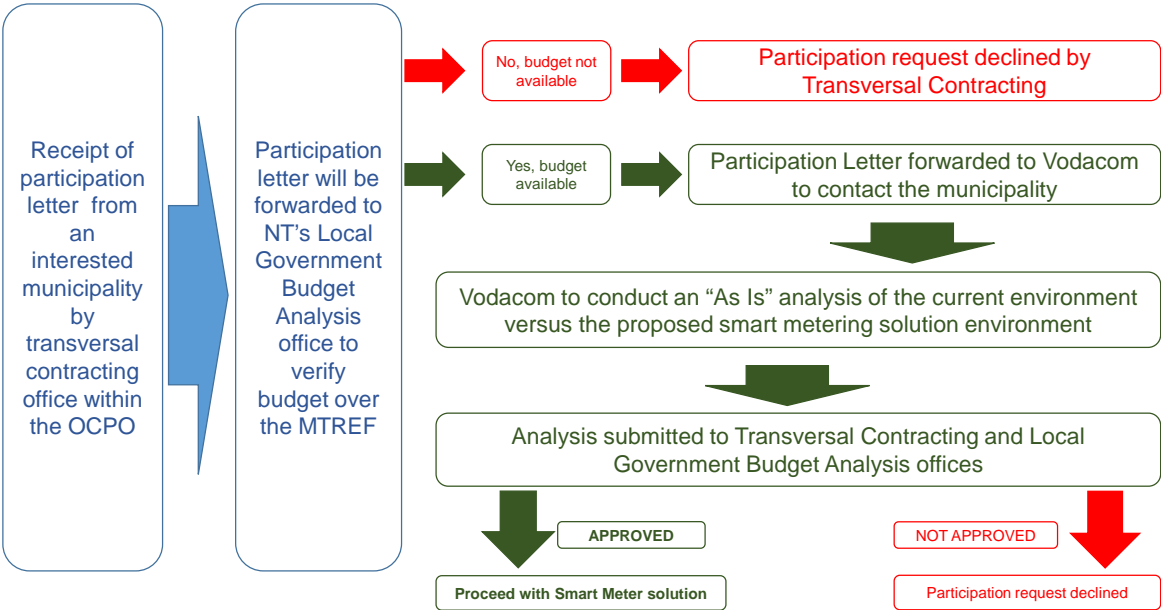 Receipt of
participation
letter from
an
interested
municipality
by
transversal
contracting
office within
the OCPO
Participation
letter will be
forwarded to
NT's Local
Government
Budget
Analysis
office to
verify
budget over
the MTREF
No, budget not
available
Participation request declined by
Transversal Contracting
Yes, budget
available
Participation Letter forwarded to Vodacom
to contact the municipality
Vodacom to conduct an “As Is” analysis of the current environment
versus the proposed smart metering solution environment
Analysis submitted to Transversal Contracting and Local
Government Budget Analysis offices
APPROVED
NOT APPROVED
Proceed with Smart Meter solution
Participation request declined